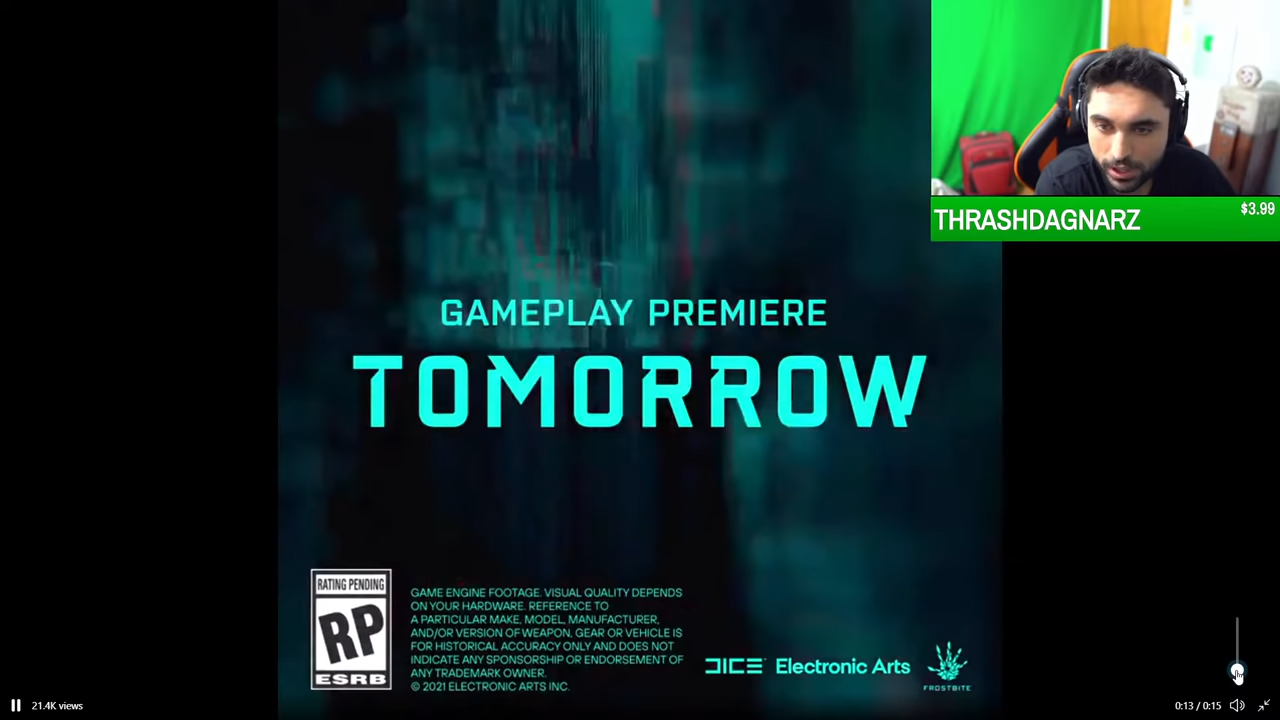 THRASHDAGNARZ
$3.99
GAMEPLAY PREMIERE
TOMORROW
RATING PENDING
RP
ESRB
GAME ENGINE FOOTAGE. VISUAL QUALITY DEPENDS
ON YOUR HARDWARE. REFERENCE TO
A PARTICULAR MAKE, MODEL, MANUFACTURER,
AND/OR VERSION OF WEAPON, GEAR OR VEHICLE IS
FOR HISTORICAL ACCURACY ONLY AND DOES NOT
INDICATE ANY SPONSORSHIP OR ENDORSEMENT OF
ANY TRADEMARK OWNER.
© 2021 ELECTRONIC ARTS INC.
DICE
Electronic Arts
FROSTBITE
21.4K views
0:13 / 0:15